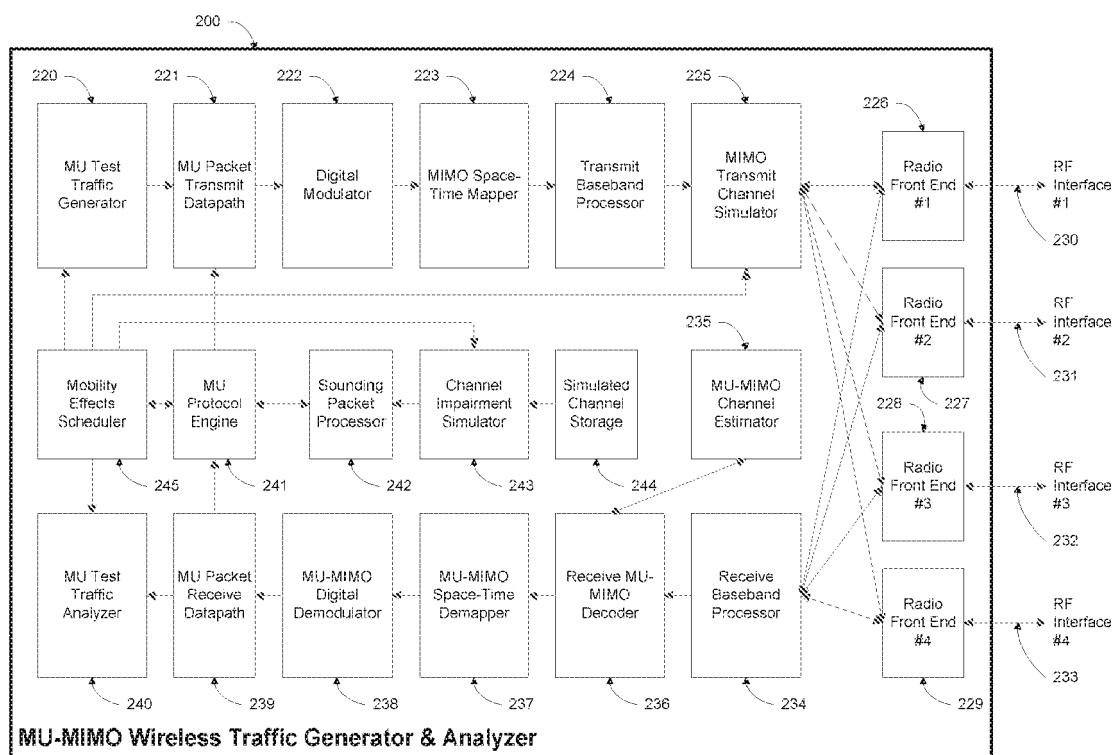 200
220
221
222
223
224
225
226
MU Test
Traffic
Generator
MU Packet
Transmit
Datapath
Digital
Modulator
MIMO Space-
Time Mapper
Transmit
Baseband
Processor
MIMO
Transmit
Channel
Simulator
Radio
Front End
#1
RF
Interface
#1
230
Radio
Front End
#2
RF
Interface
#2
231
227
235
Mobility
Effects
Scheduler
MU
Protocol
Engine
Sounding
Packet
Processor
Channel
Impairment
Simulator
Simulated
Channel
Storage
MU-MIMO
Channel
Estimator
245
241
242
243
244
228
Radio
Front End
#3
RF
Interface
#3
232
MU Test
Traffic
Analyzer
MU Packet
Receive
Datapath
MU-MIMO
Digital
Demodulator
MU-MIMO
Space-Time
Demapper
Receive MU-
MIMO
Decoder
Receive
Baseband
Processor
Radio
Front End
#4
RF
Interface
#4
233
240
239
238
237
236
234
229
MU-MIMO Wireless Traffic Generator & Analyzer